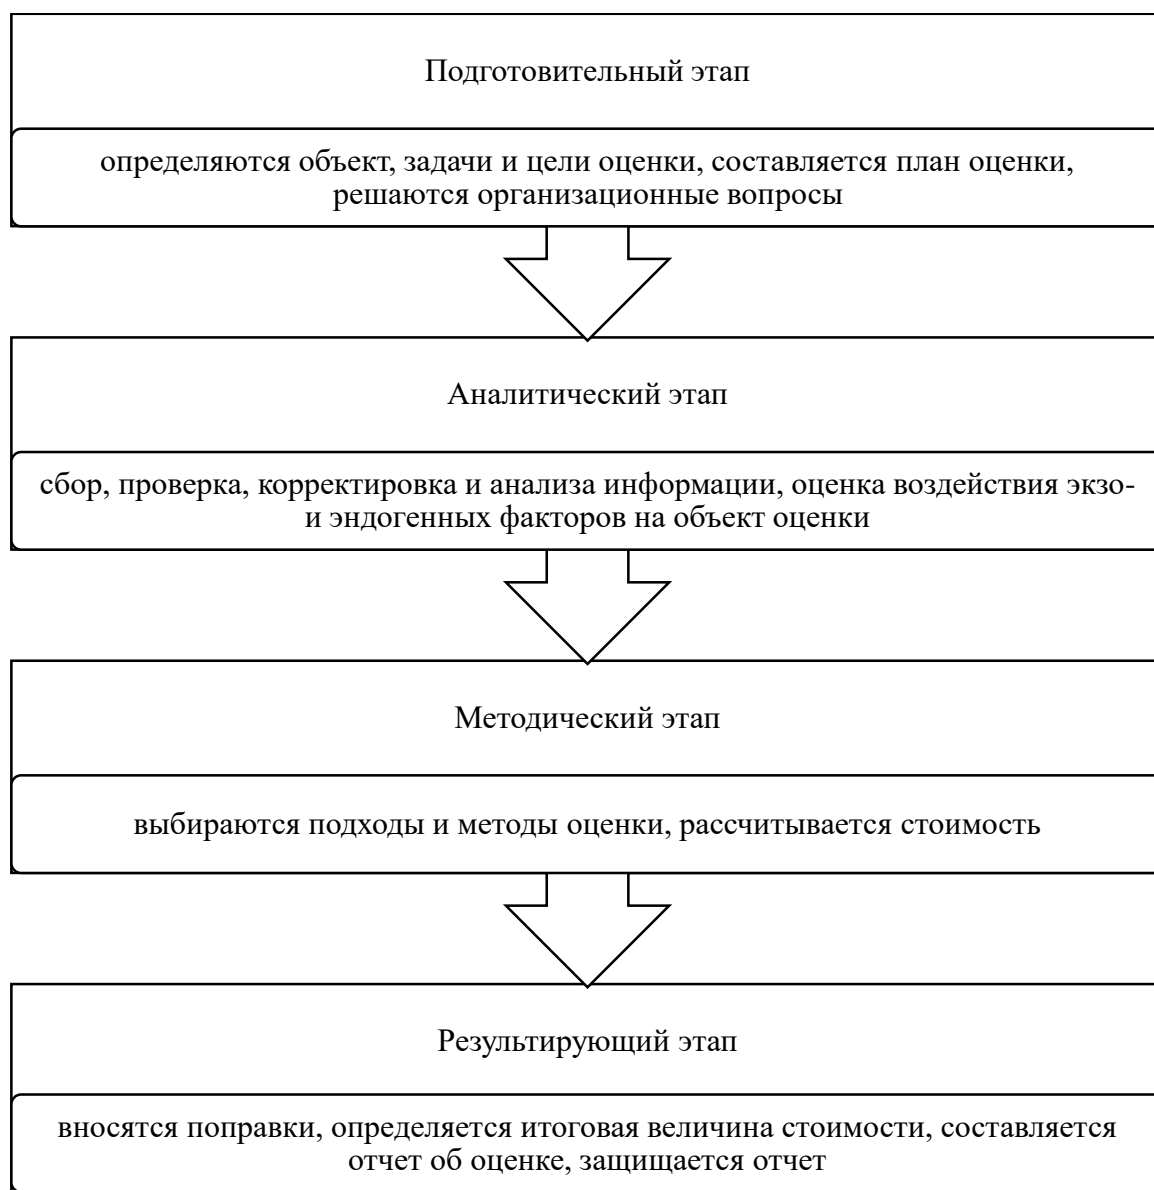 Подготовительный этап
определяются объект, задачи и цели оценки, составляется план оценки,
решаются организационные вопросы
Аналитический этап
сбор, проверка, корректировка и анализа информации, оценка воздействия экзо-
и эндогенных факторов на объект оценки
Методический этап
выбираются подходы и методы оценки, рассчитывается стоимость
Результирующий этап
вносятся поправки, определяется итоговая величина стоимости, составляется
отчет об оценке, защищается отчет